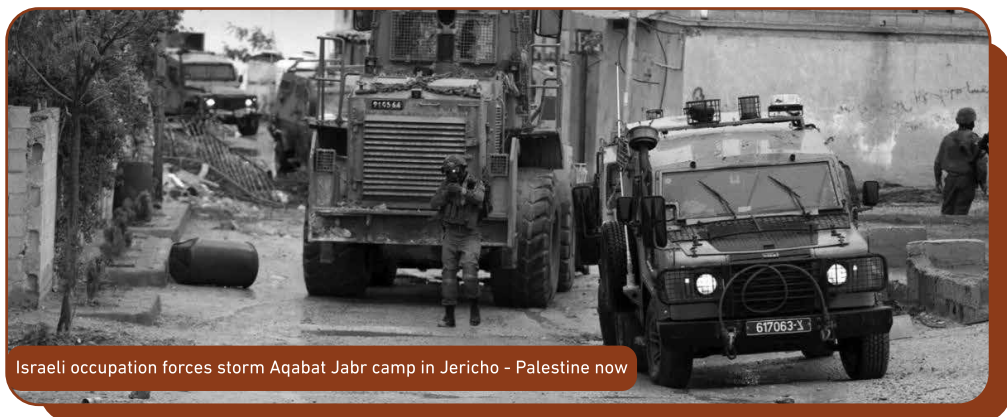 617063-צ
Israeli occupation forces storm Aqabat Jabr camp in Jericho - Palestine now